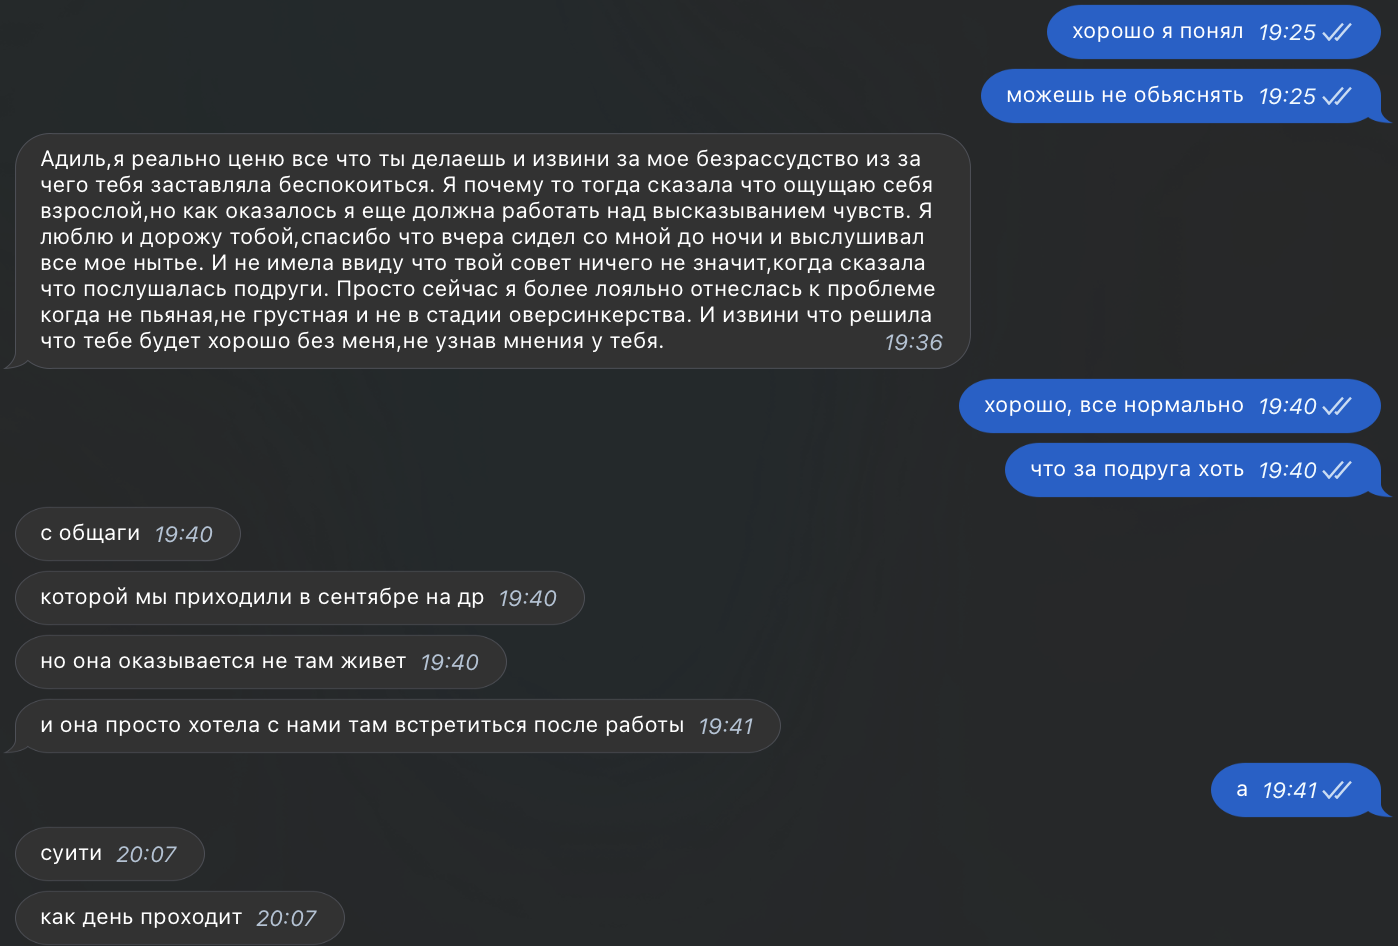 хорошо я понял 19:25
можешь не обьяснять 19:25
Адиль,я реально ценю все что ты делаешь и извини за мое безрассудство из за
чего тебя заставляла беспокоиться. Я почему то тогда сказала что ощущаю себя
взрослой,но как оказалось я еще должна работать над высказыванием чувств. Я
люблю и дорожу тобой,спасибо что вчера сидел со мной до ночи и выслушивал
все мое нытье. И не имела ввиду что твой совет ничего не значит,когда сказала
что послушалась подруги. Просто сейчас я более лояльно отнеслась к проблеме
когда не пьяная,не грустная и не в стадии оверсинкерства. И извини что решила
что тебе будет хорошо без меня,не узнав мнения у тебя. 19:36
хорошо, все нормально 19:40
что за подруга хоть 19:40
с общаги 19:40
которой мы приходили в сентябре на др 19:40
но она оказывается не там живет 19:40
и она просто хотела с нами там встретиться после работы 19:41
а 19:41
суити 20:07
как день проходит 20:07